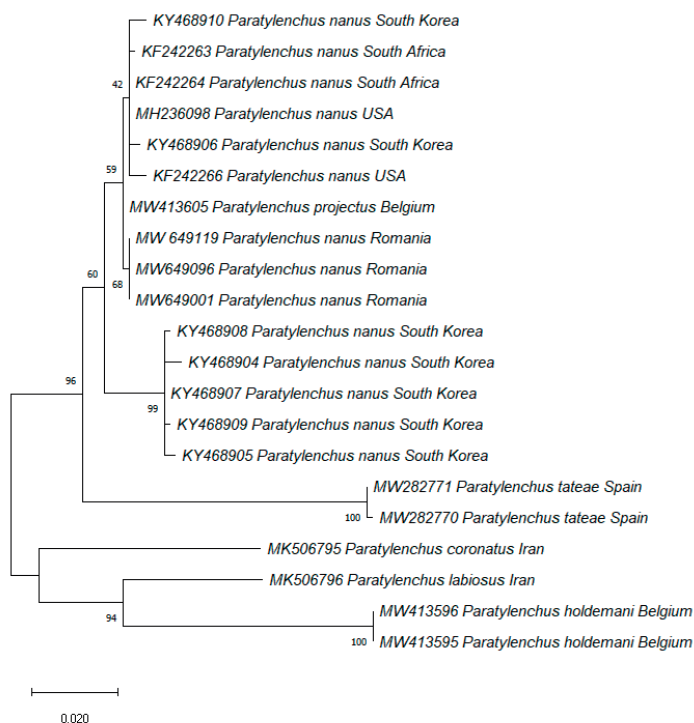 KY468910 Paratylenchus nanus South Korea
KF242263 Paratylenchus nanus South Africa
42
KF242264 Paratylenchus nanus South Africa
MH236098 Paratylenchus nanus USA
KY468906 Paratylenchus nanus South Korea
59
KF242266 Paratylenchus nanus USA
MW413605 Paratylenchus projectus Belgium
MW 649119 Paratylenchus nanus Romania
60
MW649096 Paratylenchus nanus Romania
68
MW649001 Paratylenchus nanus Romania
KY468908 Paratylenchus nanus South Korea
KY468904 Paratylenchus nanus South Korea
96
KY468907 Paratylenchus nanus South Korea
99
KY468909 Paratylenchus nanus South Korea
KY468905 Paratylenchus nanus South Korea
MW282771 Paratylenchus tateae Spain
100
MW282770 Paratylenchus tateae Spain
MK506795 Paratylenchus coronatus Iran
MK506796 Paratylenchus labiosus Iran
94
MW413596 Paratylenchus holdemani Belgium
100
MW413595 Paratylenchus holdemani Belgium
0.020